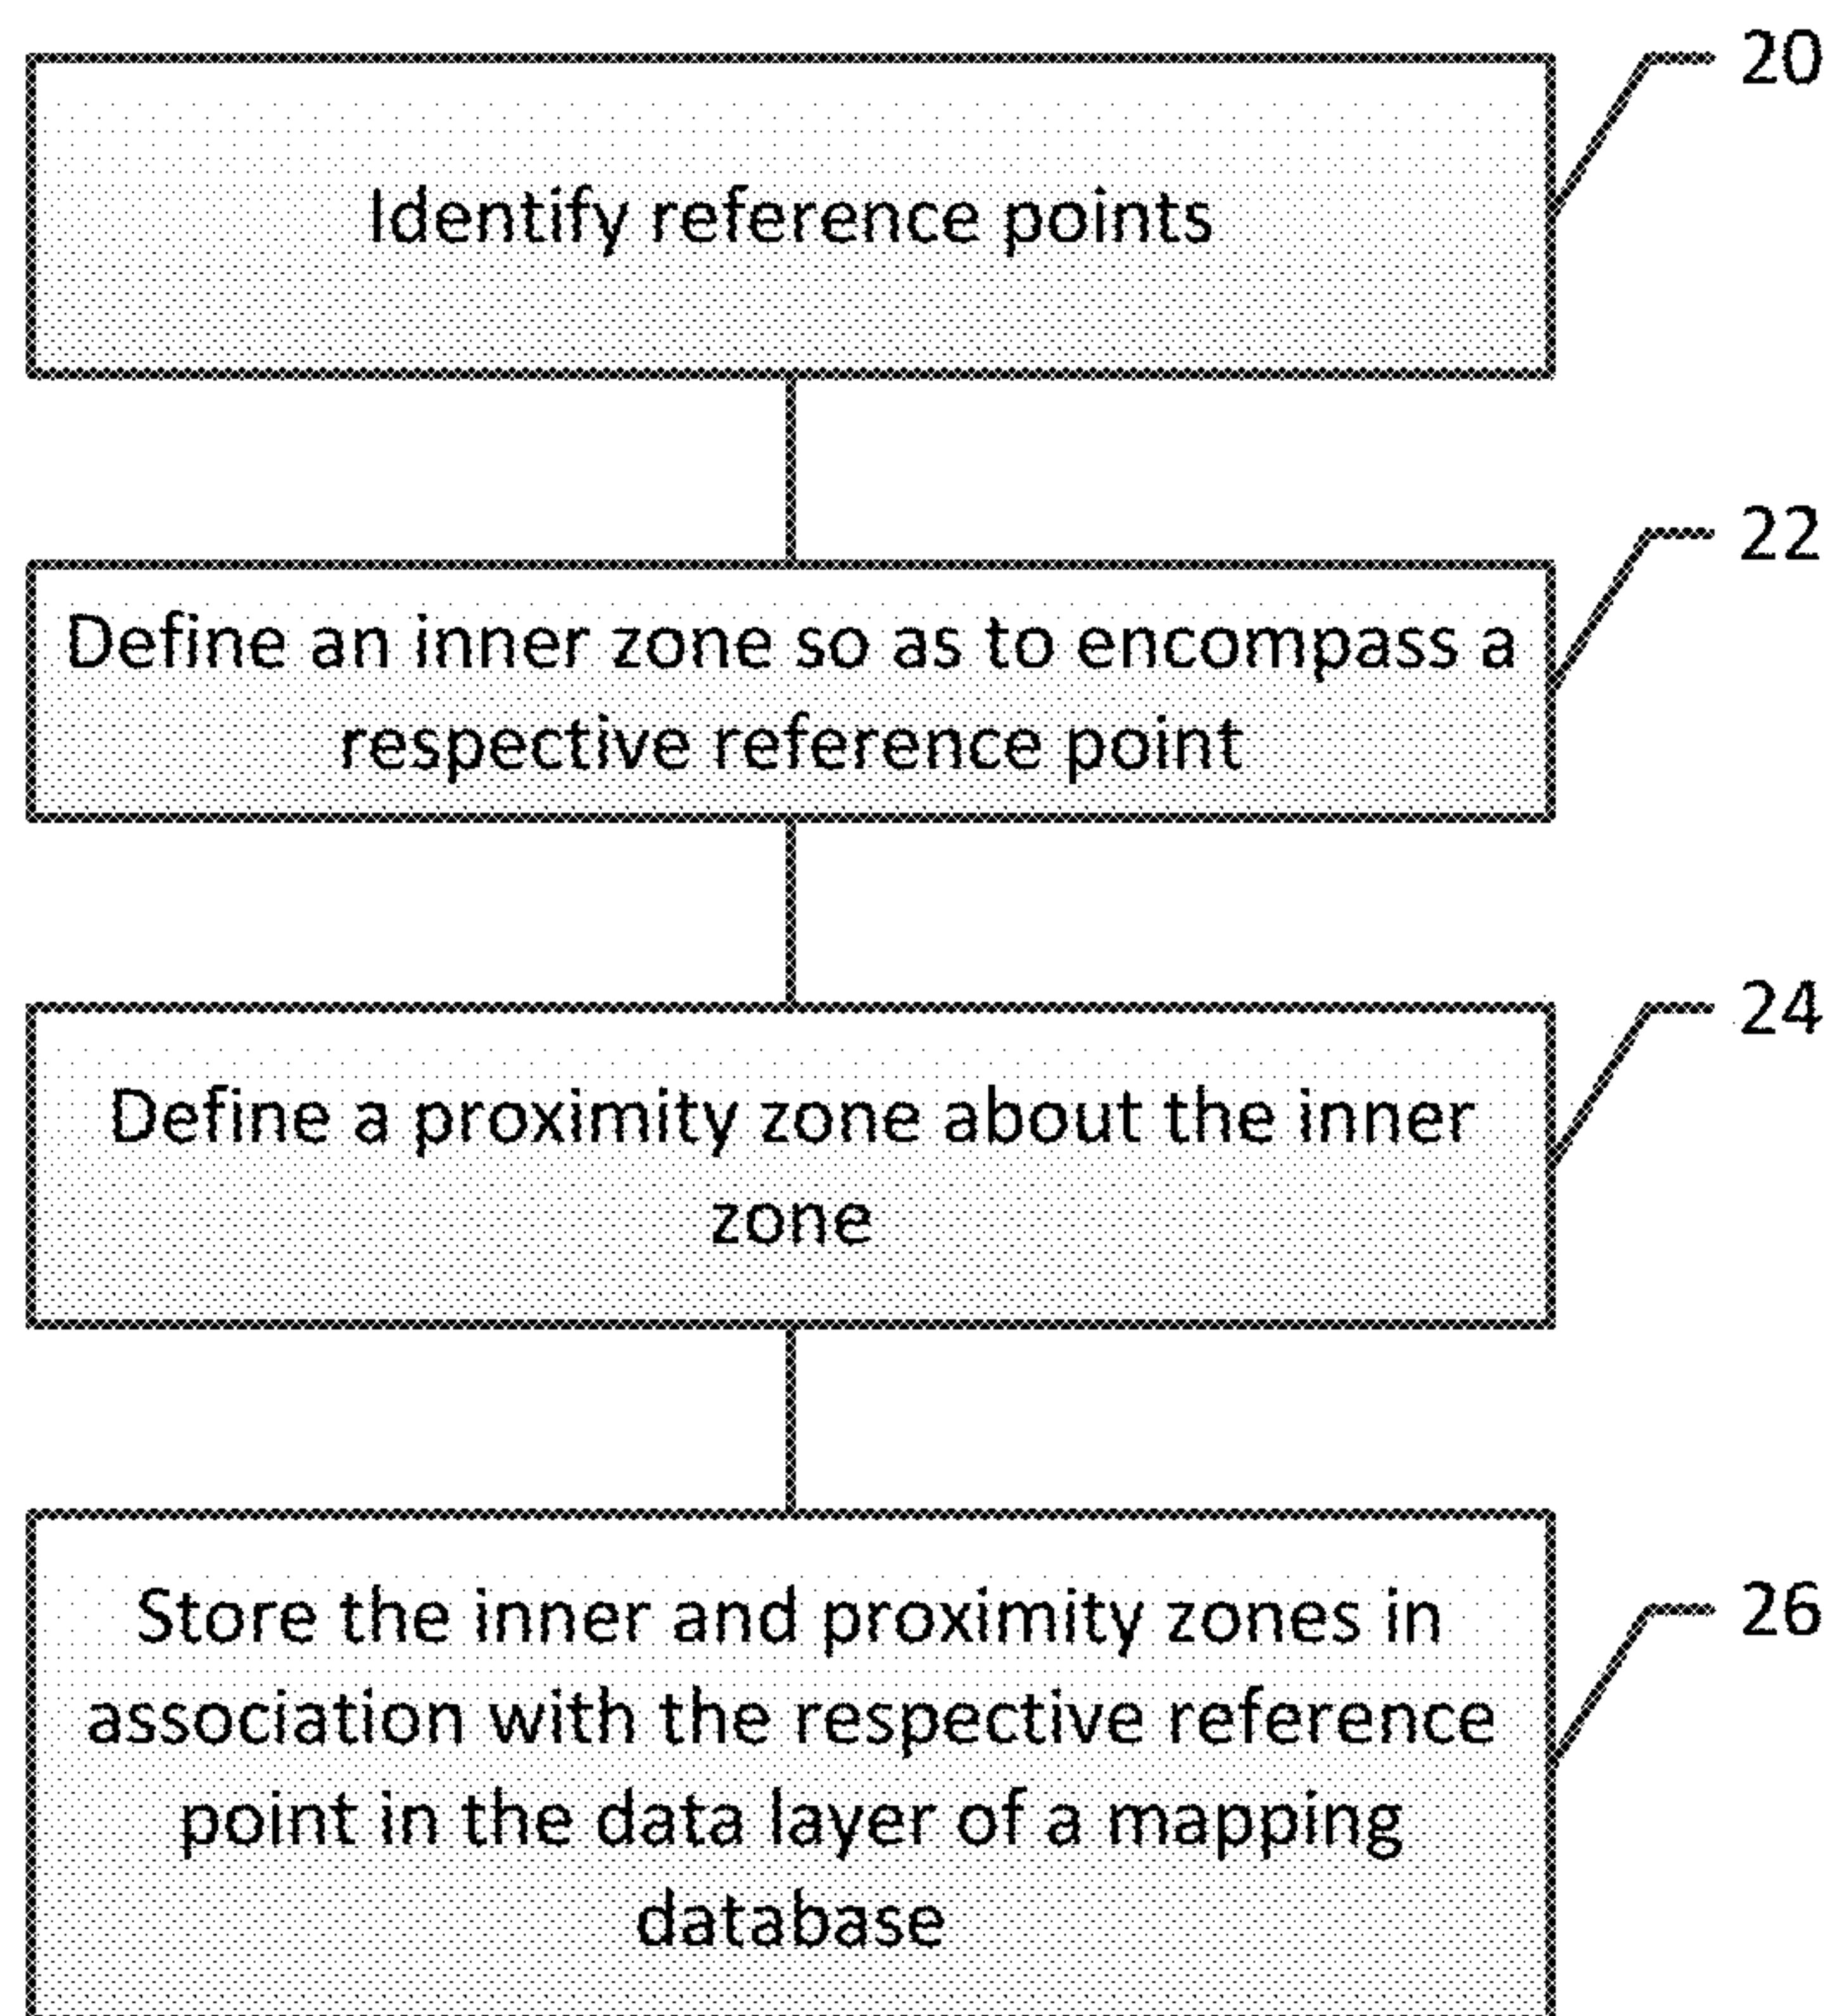 20
Identify reference points
22
Define an inner zone so as to encompass a
respective reference point
24
Define a proximity zone about the inner
zone
26
Store the inner and proximity zones in
association with the respective reference
point in the data layer of a mapping
database